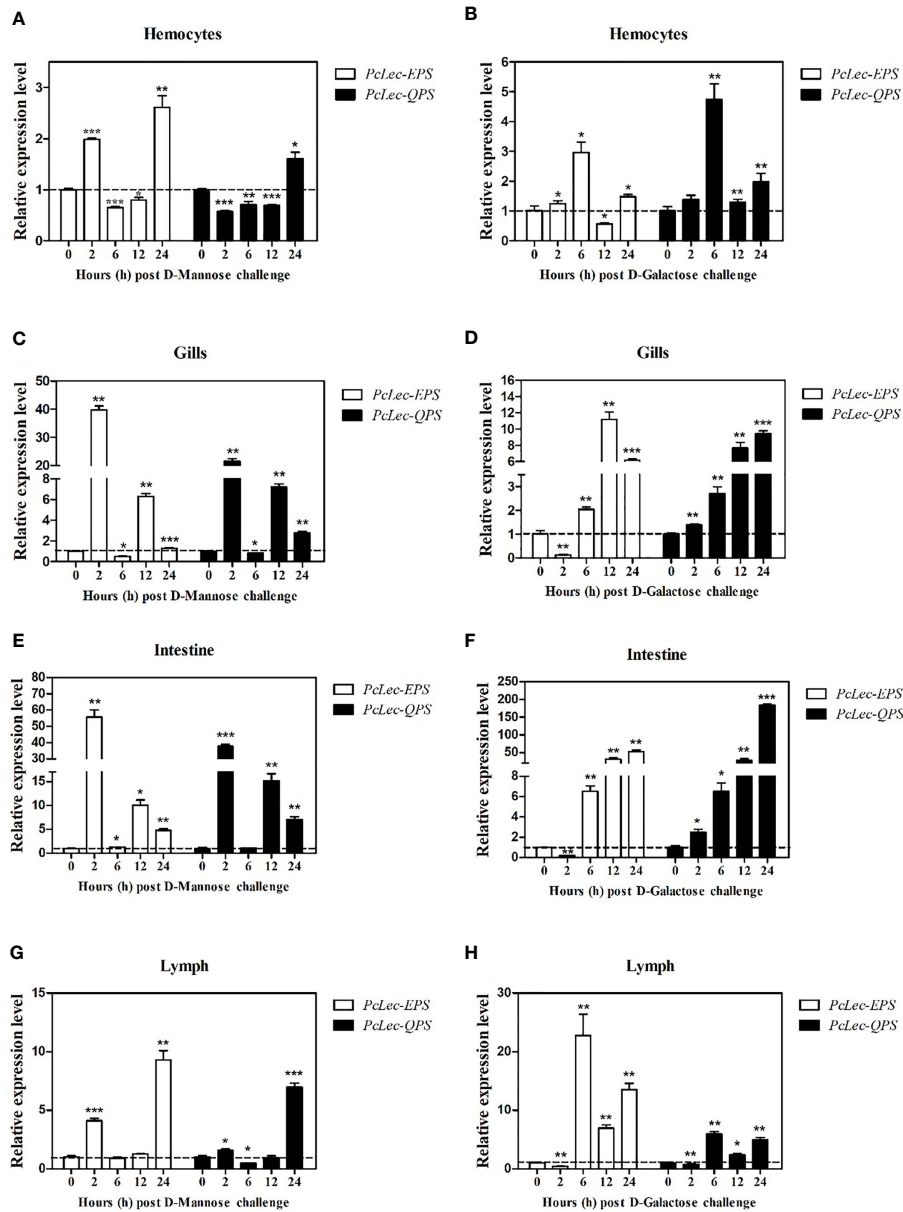 A
Hemocytes
Relative expression level
3
2
1
0
*** *** * ** *** ** *** *
0 2 6 12 24 0 2 6 12 24
Hours (h) post D-Mannose challenge
PcLec-EPS
PcLec-QPS
B
Hemocytes
Relative expression level
6
5
4
3
2
1
0
* * * * ** ** **
0 2 6 12 24 0 2 6 12 24
Hours (h) post D-Galactose challenge
PcLec-EPS
PcLec-QPS
C
Gills
Relative expression level
50
40
30
20
8
6
4
2
0
** * ** *** ** * ** **
0 2 6 12 24 0 2 6 12 24
Hours (h) post D-Mannose challenge
PcLec-EPS
PcLec-QPS
D
Gills
Relative expression level
16
14
12
10
8
6
4
3
2
1
0
** ** ** *** ** ** ** ***
0 2 6 12 24 0 2 6 12 24
Hours (h) post D-Galactose challenge
PcLec-EPS
PcLec-QPS
E
Intestine
Relative expression level
80
70
60
50
40
30
20
15
10
5
0
** * * ** *** ** **
0 2 6 12 24 0 2 6 12 24
Hours (h) post D-Mannose challenge
PcLec-EPS
PcLec-QPS
F
Intestine
Relative expression level
250
200
150
100
50
8
6
4
2
0
** ** ** ** * * ** ***
0 2 6 12 24 0 2 6 12 24
Hours (h) post D-Galactose challenge
PcLec-EPS
PcLec-QPS
G
Lymph
Relative expression level
15
10
5
0
*** ** * * ***
0 2 6 12 24 0 2 6 12 24
Hours (h) post D-Mannose challenge
PcLec-EPS
PcLec-QPS
H
Lymph
Relative expression level
30
20
10
0
** ** ** ** ** ** * **
0 2 6 12 24 0 2 6 12 24
Hours (h) post D-Galactose challenge
PcLec-EPS
PcLec-QPS